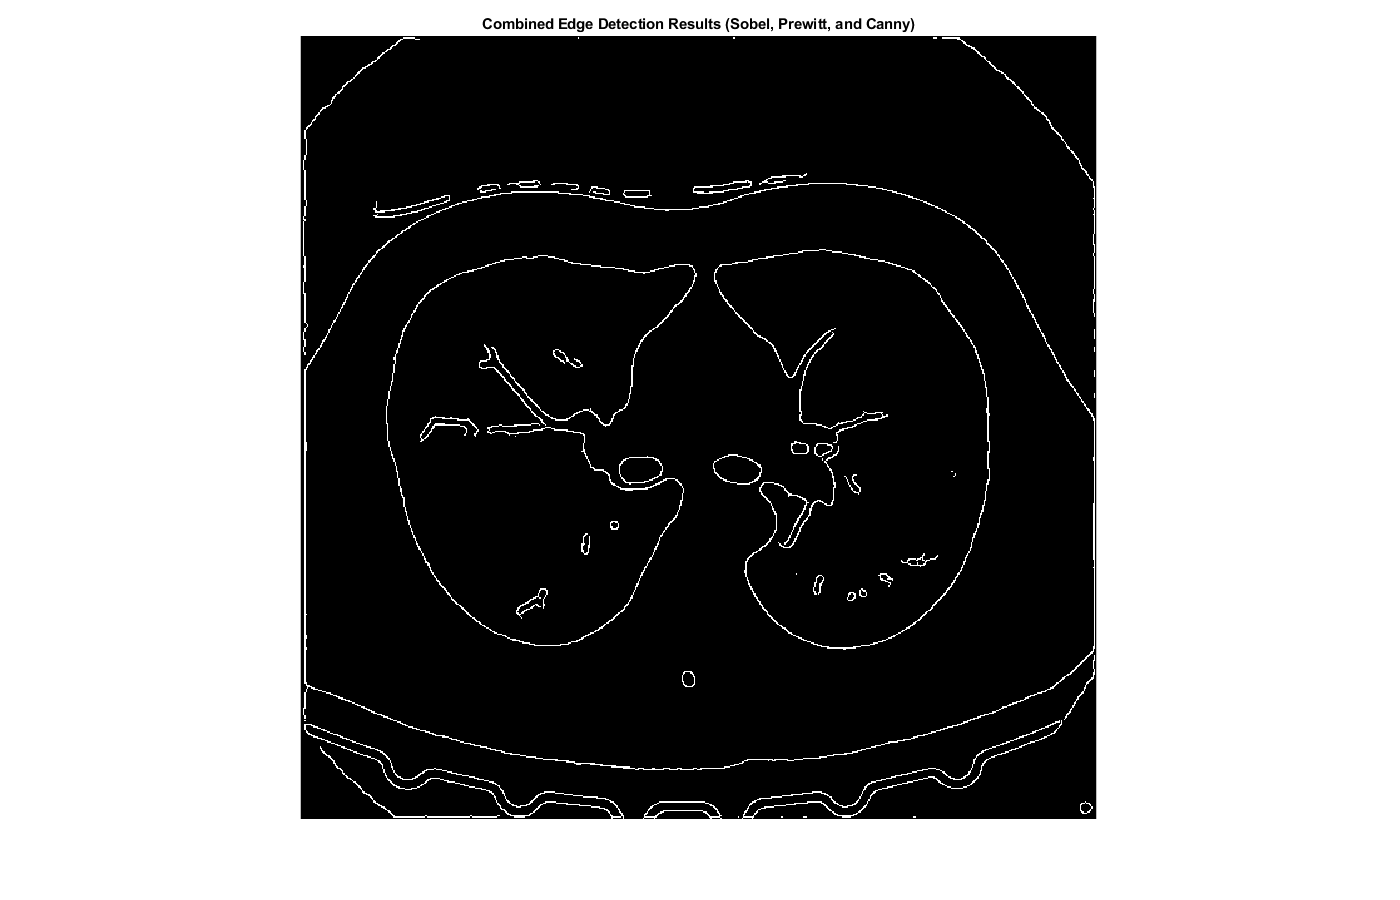 Combined Edge Detection Results (Sobel, Prewitt, and Canny)